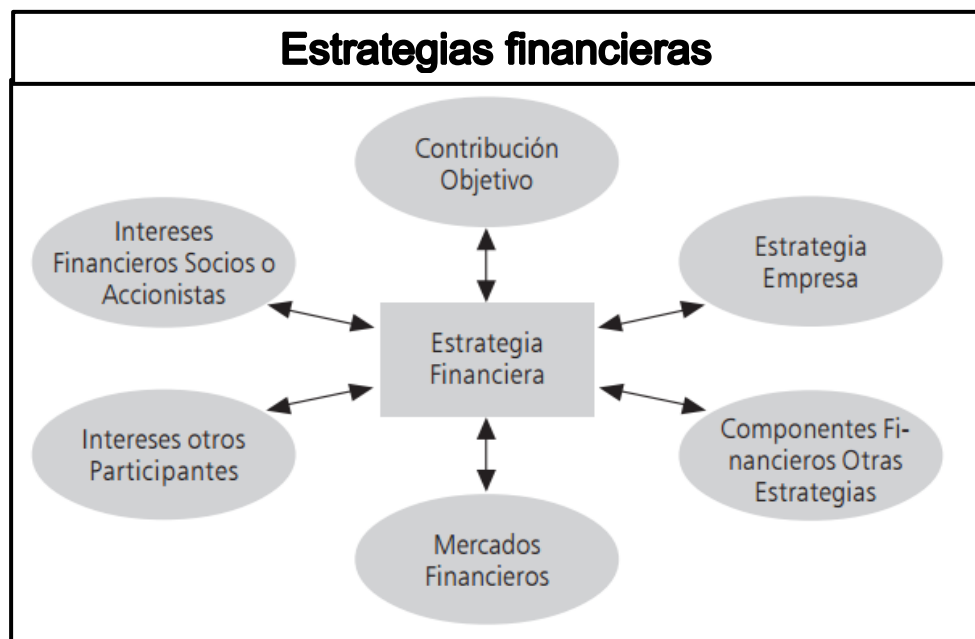 Estrategias financieras
Contribución
Objetivo
Intereses
Financieros Socios o
Accionistas
Estrategia
Empresa
Estrategia
Financiera
Intereses otros
Participantes
Componentes Fi-
nancieros Otras
Estrategias
Mercados
Financieros